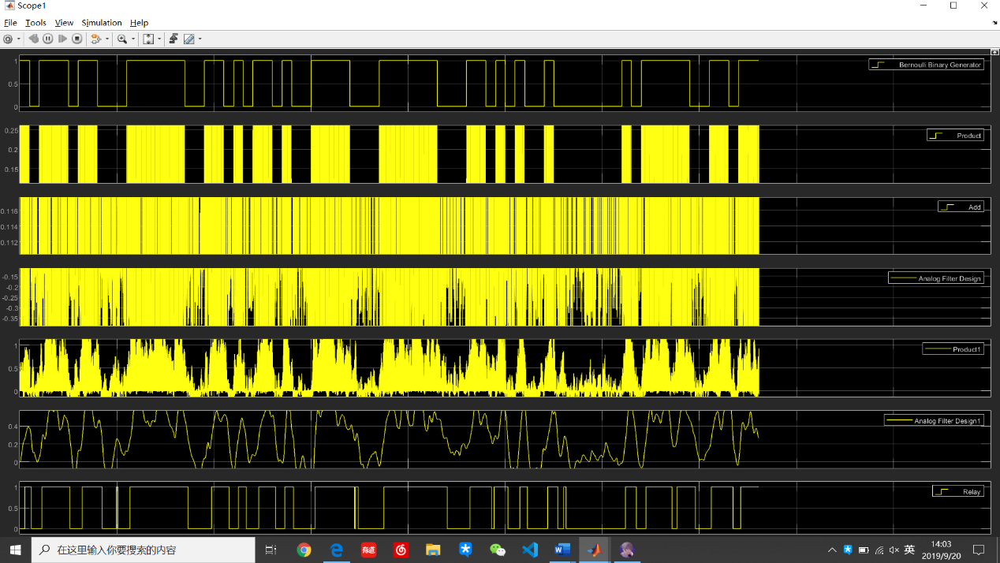 Scope1
File Tools View Simulation Help
Bernoulli Binary Generator
1
0.5
0
Product
0.25
0.2
0.15
Add
0.116
0.114
0.112
Analog Filter Design
-0.15
-0.2
-0.25
-0.3
-0.35
Product1
1
0.5
0
Analog Filter Design1
0.4
0.2
0
Relay
1
0.5
0
在这里输入你要搜索的内容
有道
英
14:03
2019/9/20